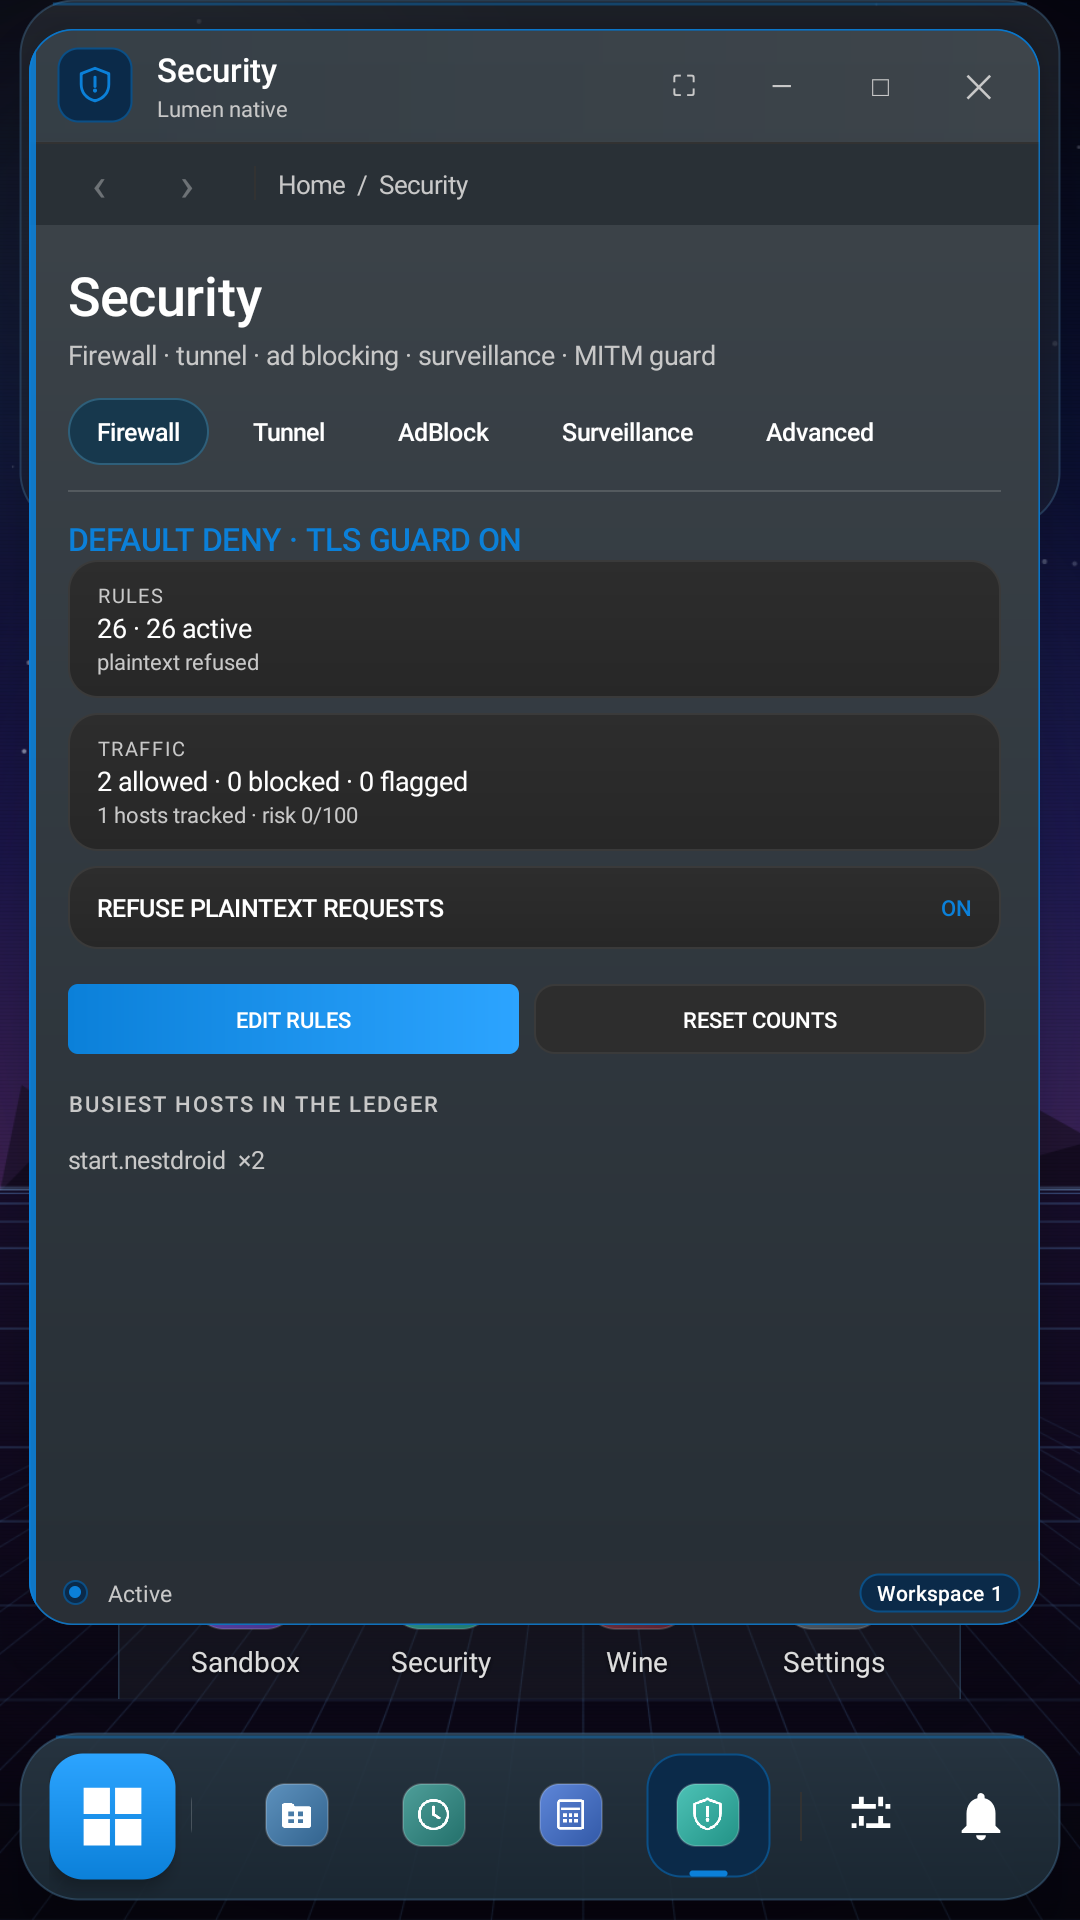 Security
Lumen native
Home / Security
Security
Firewall · tunnel · ad blocking · surveillance · MITM guard
Firewall Tunnel AdBlock Surveillance Advanced
DEFAULT DENY · TLS GUARD ON
RULES
26 · 26 active
plaintext refused
TRAFFIC
2 allowed · 0 blocked · 0 flagged
1 hosts tracked · risk 0/100
REFUSE PLAINTEXT REQUESTS ON
EDIT RULES RESET COUNTS
BUSIEST HOSTS IN THE LEDGER
start.nestdroid ×2
Active Workspace 1
Sandbox Security Wine Settings